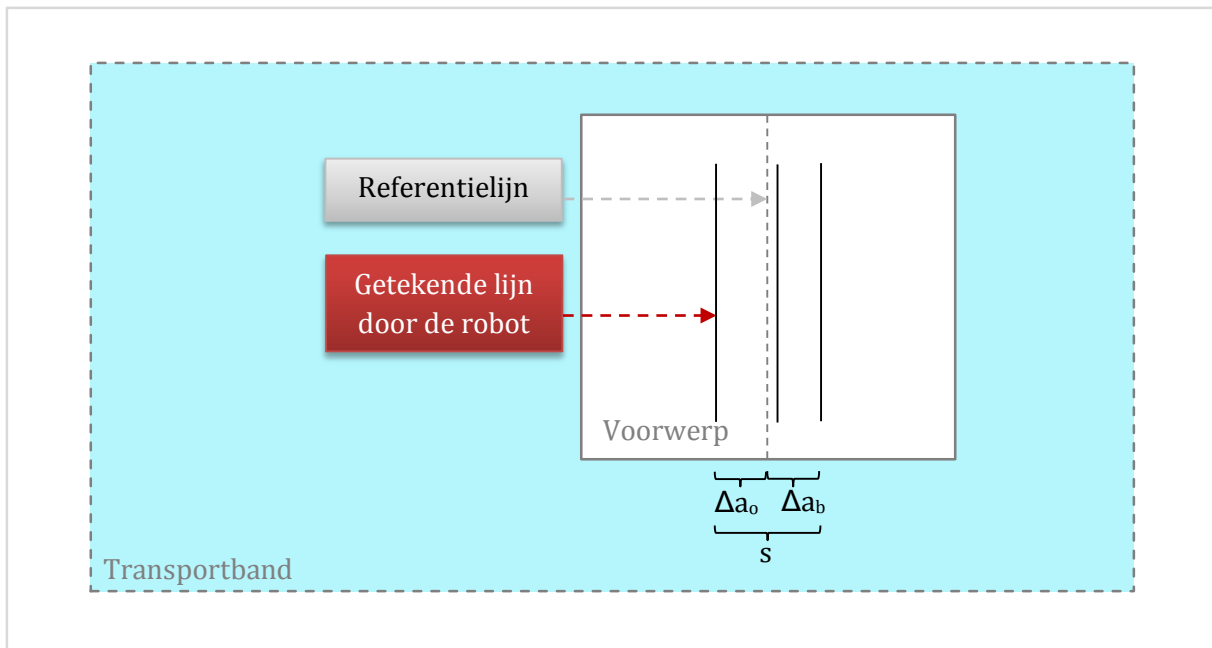 Referentielijn
Getekende lijn
door de robot
Voorwerp
Δaₒ Δa_b
s
Transportband